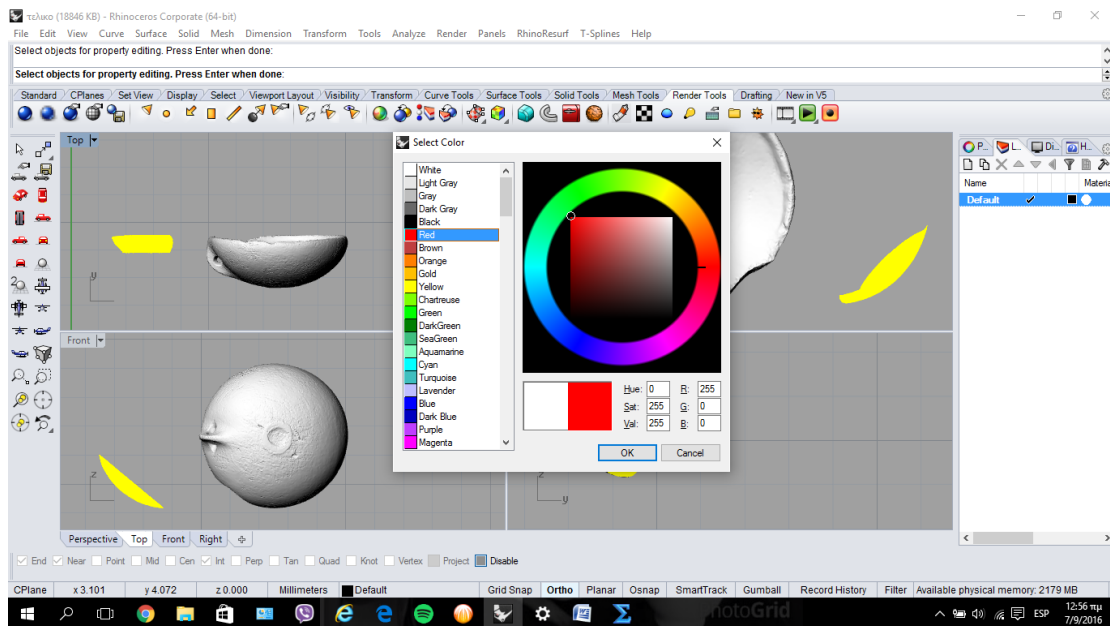 τελικο (18846 KB) - Rhinoceros Corporate (64-bit)
File Edit View Curve Surface Solid Mesh Dimension Transform Tools Analyze Render Panels RhinoResurf T-Splines Help
Select objects for property editing. Press Enter when done:
Select objects for property editing. Press Enter when done:
Standard CPlanes Set View Display Select Viewport Layout Visibility Transform Curve Tools Surface Tools Solid Tools Mesh Tools Render Tools Drafting New in V5
Top
Select Color
P... L... Di... H...
Name Materia
Default
White
Light Gray
Gray
Dark Gray
Black
Red
Brown
Orange
Gold
Yellow
Chartreuse
Green
DarkGreen
SeaGreen
Aquamarine
Cyan
Turquoise
Lavender
Blue
Dark Blue
Purple
Magenta
Hue: 0 R: 255
Sat: 255 G: 0
Val: 255 B: 0
OK Cancel
y
Front
z
z
y
Perspective Top Front Right
End Near Point Mid Cen Int Perp Tan Quad Knot Vertex Project Disable
CPlane x 3.101 y 4.072 z 0.000 Millimeters Default Grid Snap Ortho Planar Osnap SmartTrack Gumball Record History Filter Available physical memory: 2179 MB
ESP
12:56 πμ
7/9/2016